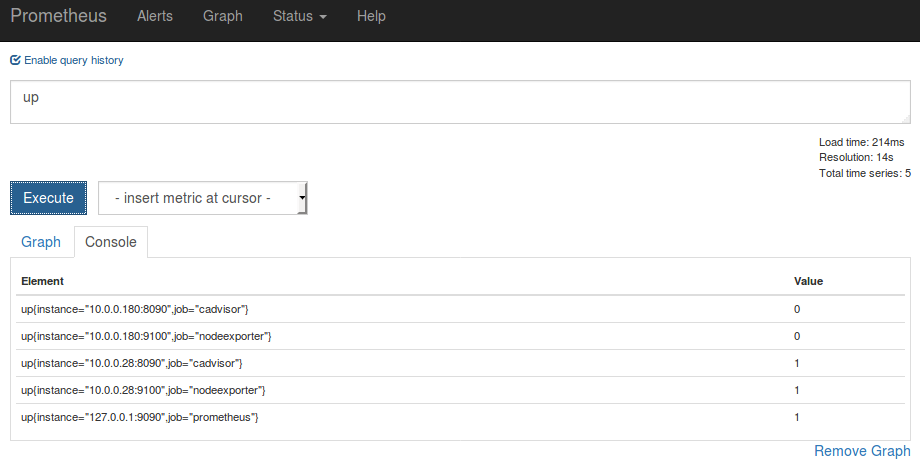 Prometheus Alerts Graph Status Help
Enable query history
up
Load time: 214ms
Resolution: 14s
Total time series: 5
Execute - insert metric at cursor -
Graph Console
Element Value
up{instance="10.0.0.180:8090",job="cadvisor"} 0
up{instance="10.0.0.180:9100",job="nodeexporter"} 0
up{instance="10.0.0.28:8090",job="cadvisor"} 1
up{instance="10.0.0.28:9100",job="nodeexporter"} 1
up{instance="127.0.0.1:9090",job="prometheus"} 1
Remove Graph